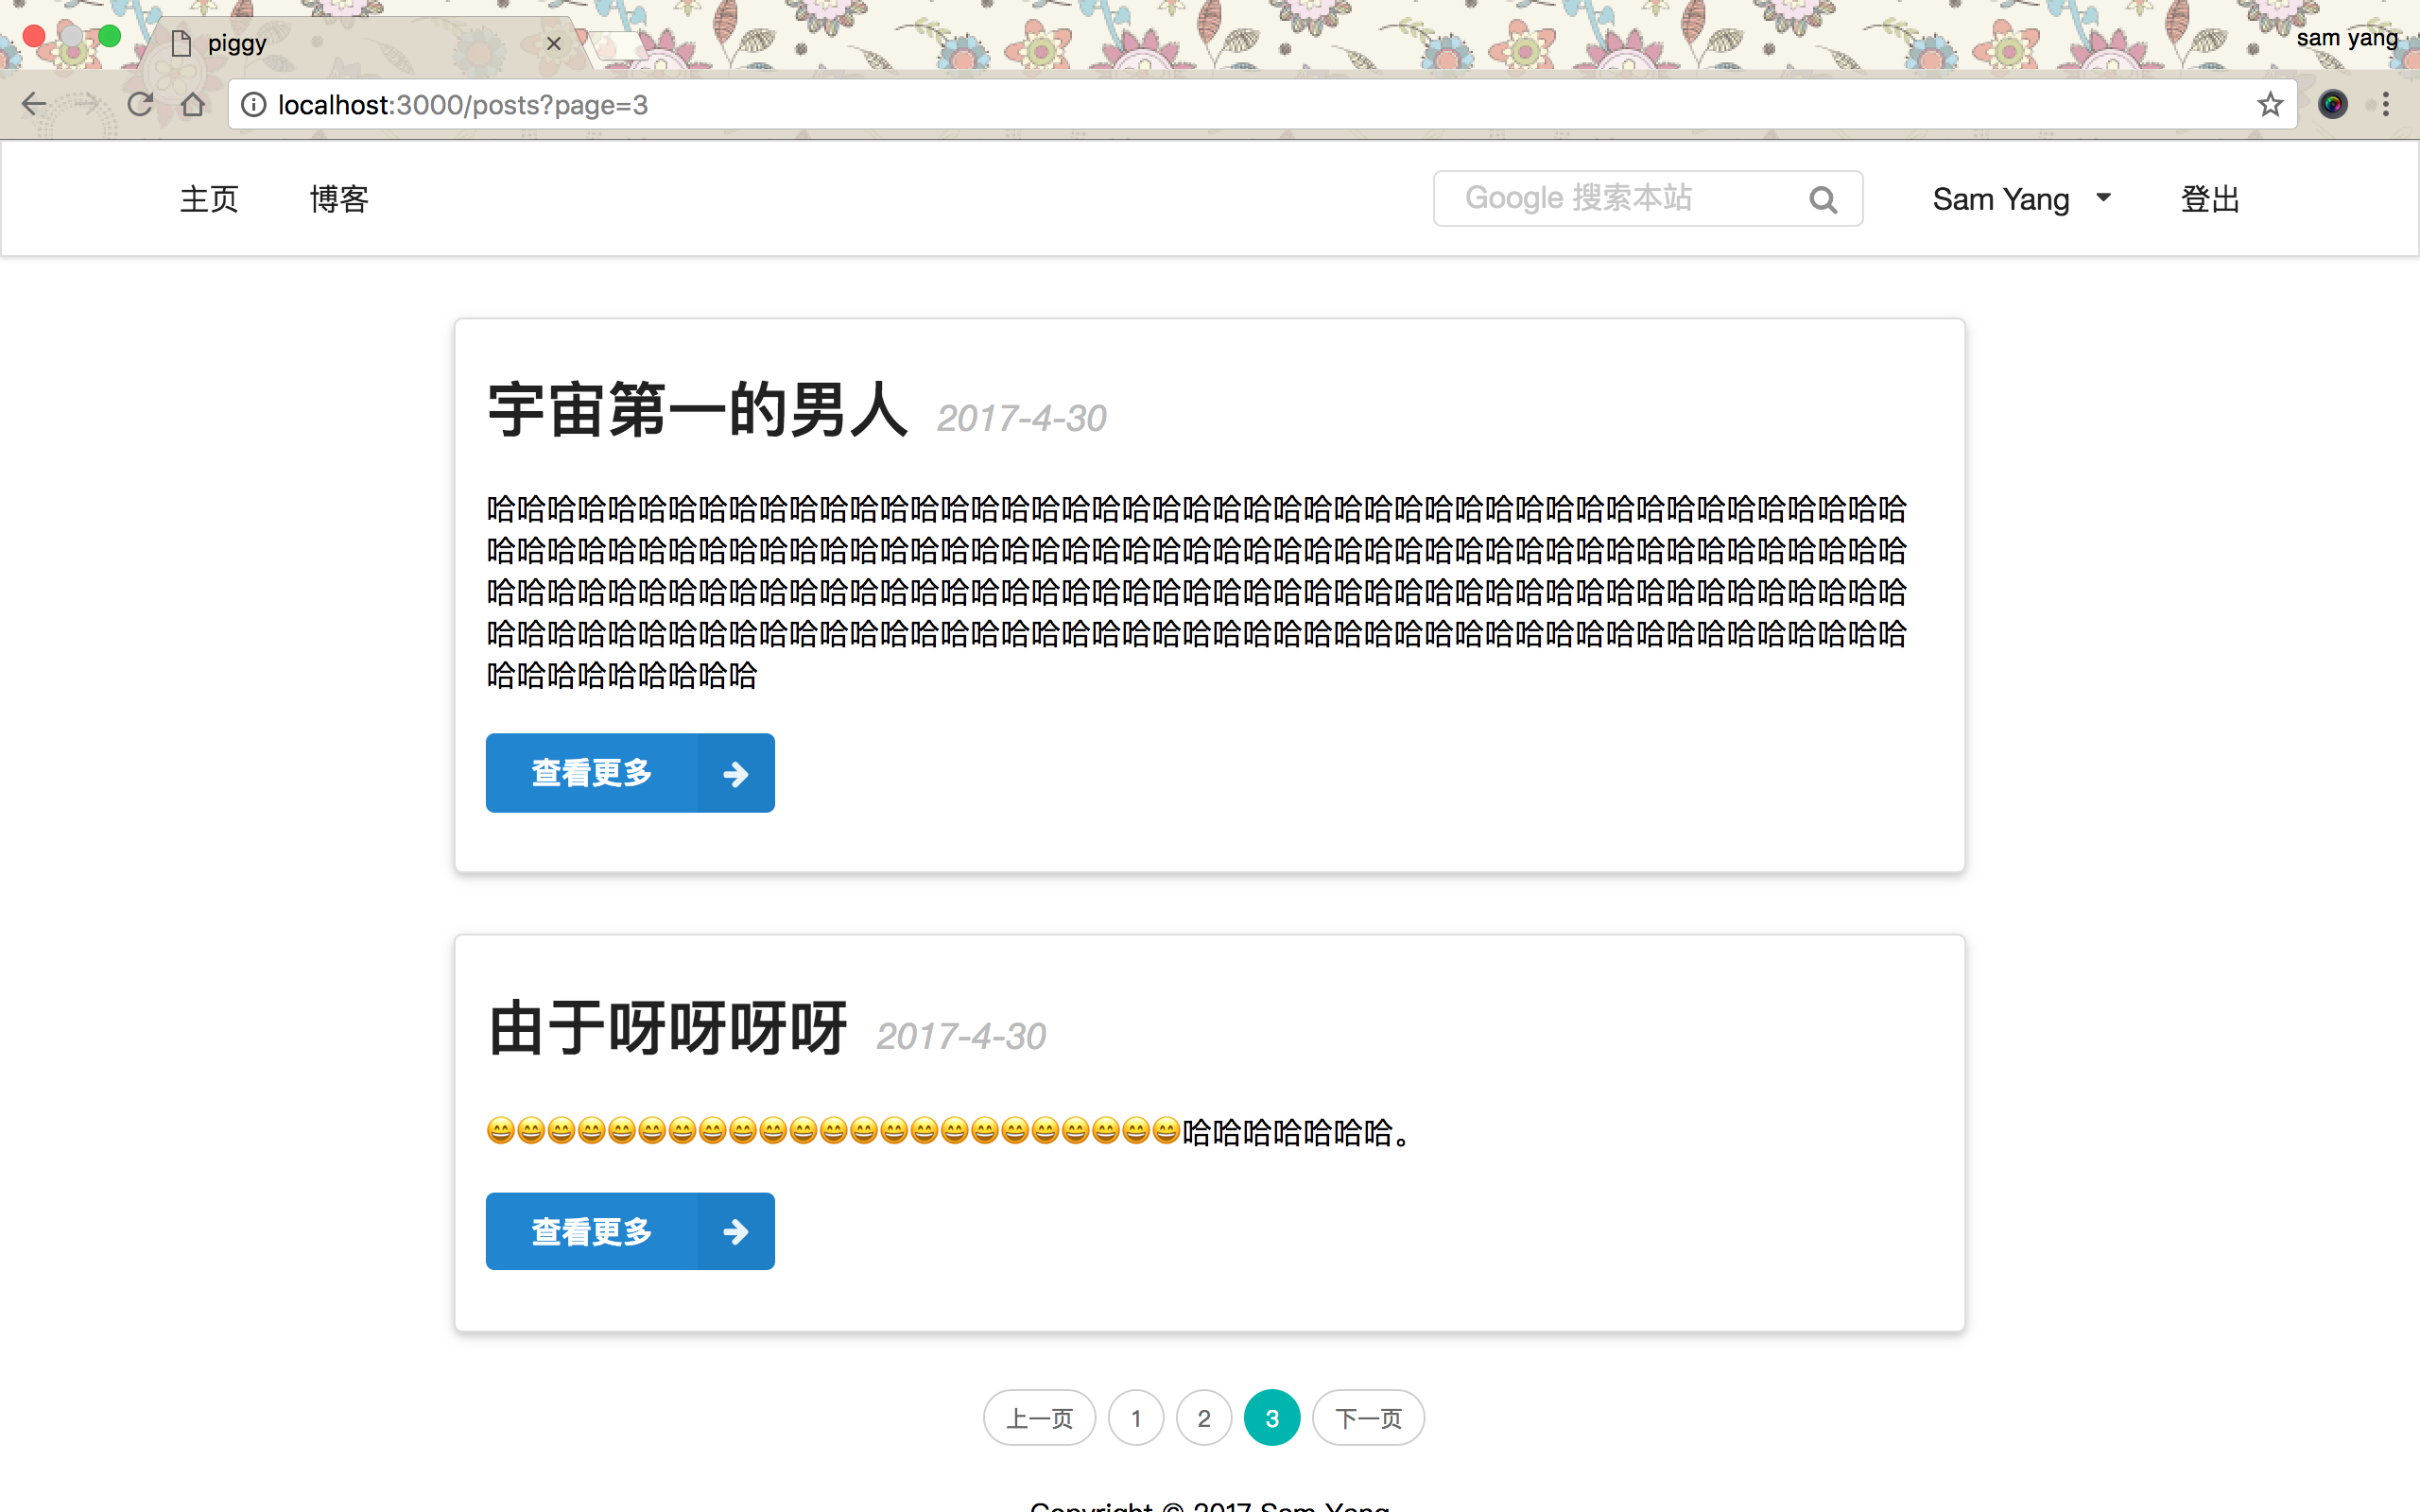 piggy
sam yang
localhost:3000/posts?page=3
主页 博客 Google 搜索本站 Sam Yang 登出
宇宙第一的男人 2017-4-30
哈哈哈哈哈哈哈哈哈哈哈哈哈哈哈哈哈哈哈哈哈哈哈哈哈哈哈哈哈哈哈哈哈哈哈哈哈哈哈哈哈哈哈哈哈哈哈
哈哈哈哈哈哈哈哈哈哈哈哈哈哈哈哈哈哈哈哈哈哈哈哈哈哈哈哈哈哈哈哈哈哈哈哈哈哈哈哈哈哈哈哈哈哈哈
哈哈哈哈哈哈哈哈哈哈哈哈哈哈哈哈哈哈哈哈哈哈哈哈哈哈哈哈哈哈哈哈哈哈哈哈哈哈哈哈哈哈哈哈哈哈哈
哈哈哈哈哈哈哈哈哈哈哈哈哈哈哈哈哈哈哈哈哈哈哈哈哈哈哈哈哈哈哈哈哈哈哈哈哈哈哈哈哈哈哈哈哈哈哈
哈哈哈哈哈哈哈哈哈
查看更多
由于呀呀呀呀 2017-4-30
😄😄😄😄😄😄😄😄😄😄😄😄😄😄😄😄😄😄😄😄😄😄😄哈哈哈哈哈哈哈。
查看更多
上一页 1 2 3 下一页
Copyright © 2017 Sam Yang